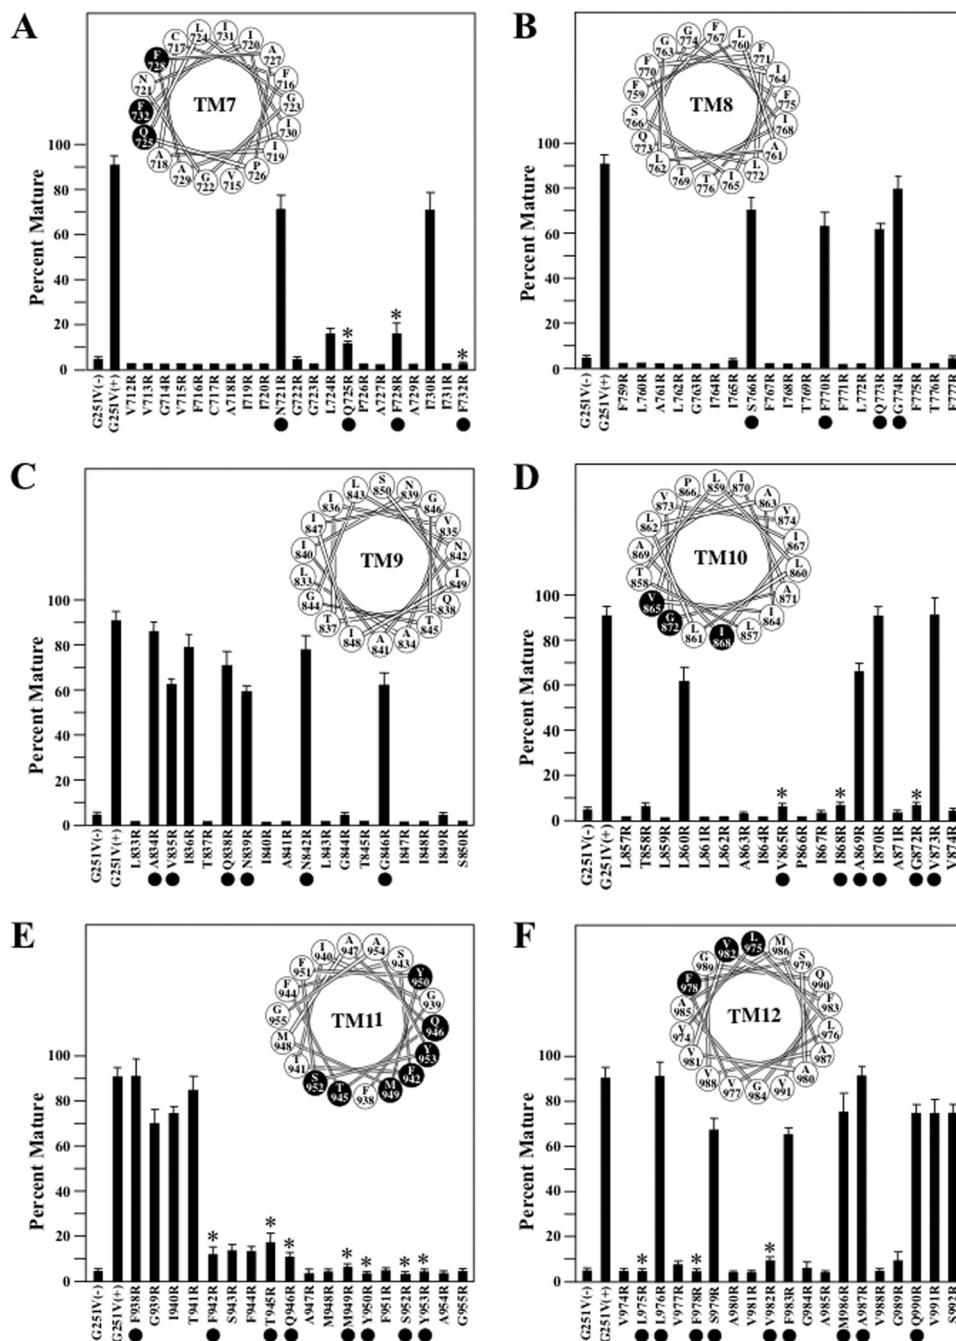 A
L 724
I 731
I 720
A 727
F 716
G 723
I 730
I 719
P 726
V 715
G 722
A 729
A 718
Q 725
F 732
N 721
F 728
C 717
TM7
Percent Mature
100
80
60
40
20
0
* * *
G251V(-) G251V(+) V712R V713R G714R V715R F716R C717R A718R I719R I720R N721R G722R G723R L724R Q725R P726R A727R F728R A729R I730R I731R F732R
B
F 767
L 760
F 771
I 764
F 775
I 768
A 761
L 772
I 765
T 776
T 769
L 762
Q 773
S 766
F 759
F 770
G 763
G 774
TM8
Percent Mature
100
80
60
40
20
0
G251V(-) G251V(+) F759R L760R A761R L762R G763R I764R I765R S766R F767R I768R T769R F770R F771R L772R Q773R G774R F775R T776R F777R
C
S 850
N 839
G 846
V 835
N 842
I 849
Q 838
T 845
A 834
A 841
I 848
T 837
G 844
L 833
I 840
I 847
I 836
L 843
TM9
Percent Mature
100
80
60
40
20
0
G251V(-) G251V(+) L833R A834R V835R I836R T837R Q838R N839R I840R A841R N842R L843R G844R T845R G846R I847R I848R I849R S850R
D
L 859
I 870
A 863
V 874
I 867
L 860
A 871
I 864
L 857
I 868
L 861
G 872
V 865
T 858
A 869
L 862
V 873
P 866
TM10
Percent Mature
100
80
60
40
20
0
* * *
G251V(-) G251V(+) L857R T858R L859R L860R L861R L862R A863R I864R V865R P866R I867R I868R A869R I870R A871R G872R V873R V874R
E
A 947
A 954
S 943
Y 950
G 939
Q 946
Y 953
F 942
M 949
F 938
T 945
S 952
T 941
M 948
G 955
F 944
F 951
I 940
TM11
Percent Mature
100
80
60
40
20
0
* * * * * * *
G251V(-) G251V(+) F938R G939R I940R T941R F942R S943R F944R T945R Q946R A947R M948R M949R Y950R F951R S952R Y953R A954R G955R
F
L 975
M 986
S 979
Q 990
F 983
L 976
A 987
A 980
V 991
G 984
V 977
V 988
V 981
V 974
A 985
F 978
G 989
V 982
TM12
Percent Mature
100
80
60
40
20
0
* * *
G251V(-) G251V(+) V974R L975R L976R V977R F978R S979R A980R V981R V982R F983R G984R A985R M986R A987R V988R G989R Q990R V991R S992R